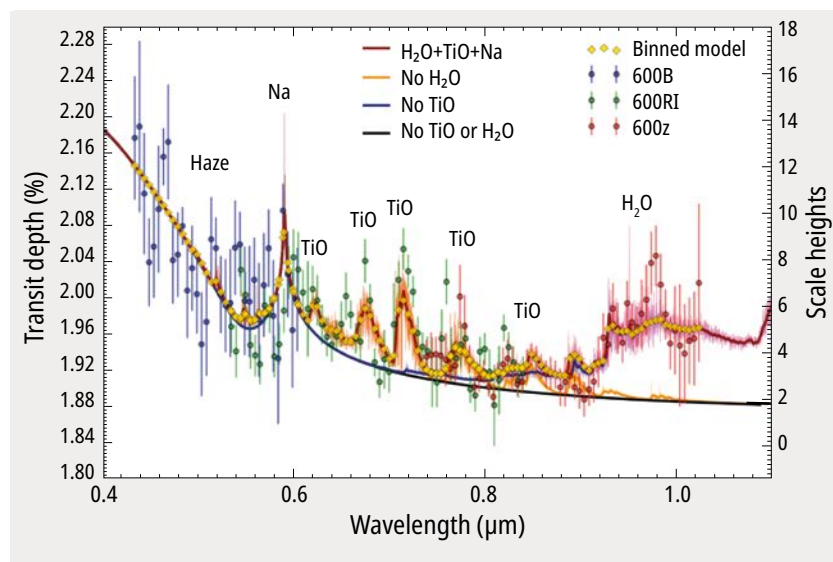 2.28
2.24
2.20
2.16
2.12
2.08
2.04
2.00
1.96
1.92
1.88
1.84
1.80
Transit depth (%)
18
16
14
12
10
8
6
4
2
0
Scale heights
H₂O+TiO+Na
No H₂O
No TiO
No TiO or H₂O
Binned model
600B
600RI
600z
Haze
Na
TiO
TiO
TiO
TiO
TiO
H₂O
0.4
0.6
0.8
1.0
Wavelength (μm)